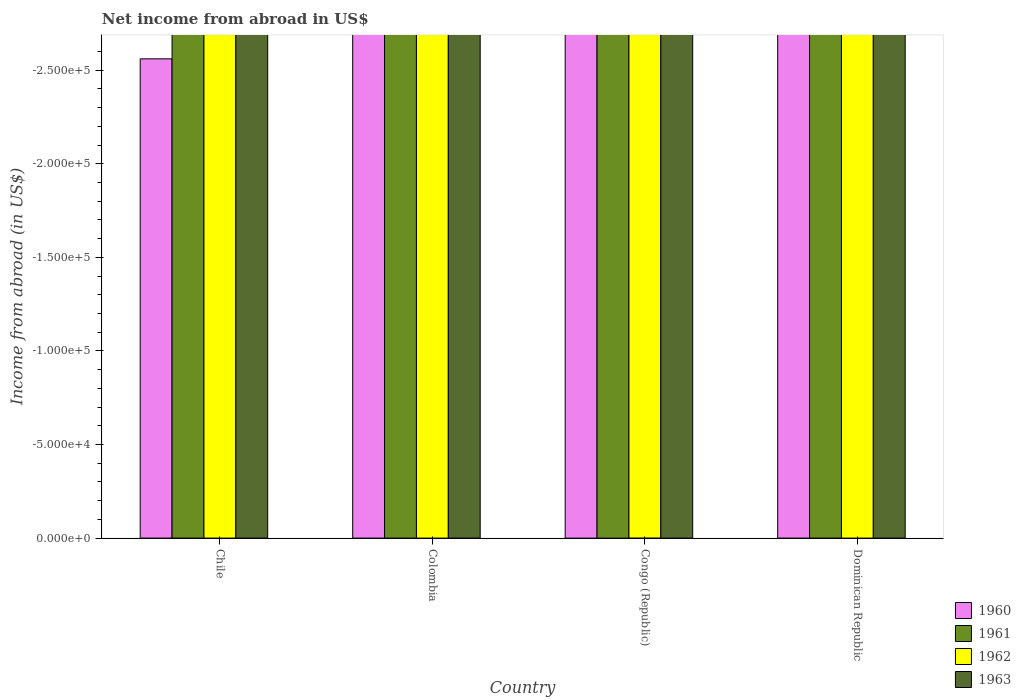 Net income from abroad in US$
Income from abroad (in US$)
-2.500e+5
-2.000e+5
-1.500e+5
-1.000e+5
-5.000e+4
0.000e+0
Chile
Colombia
Congo (Republic)
Dominican Republic
Country
1960
1961
1962
1963